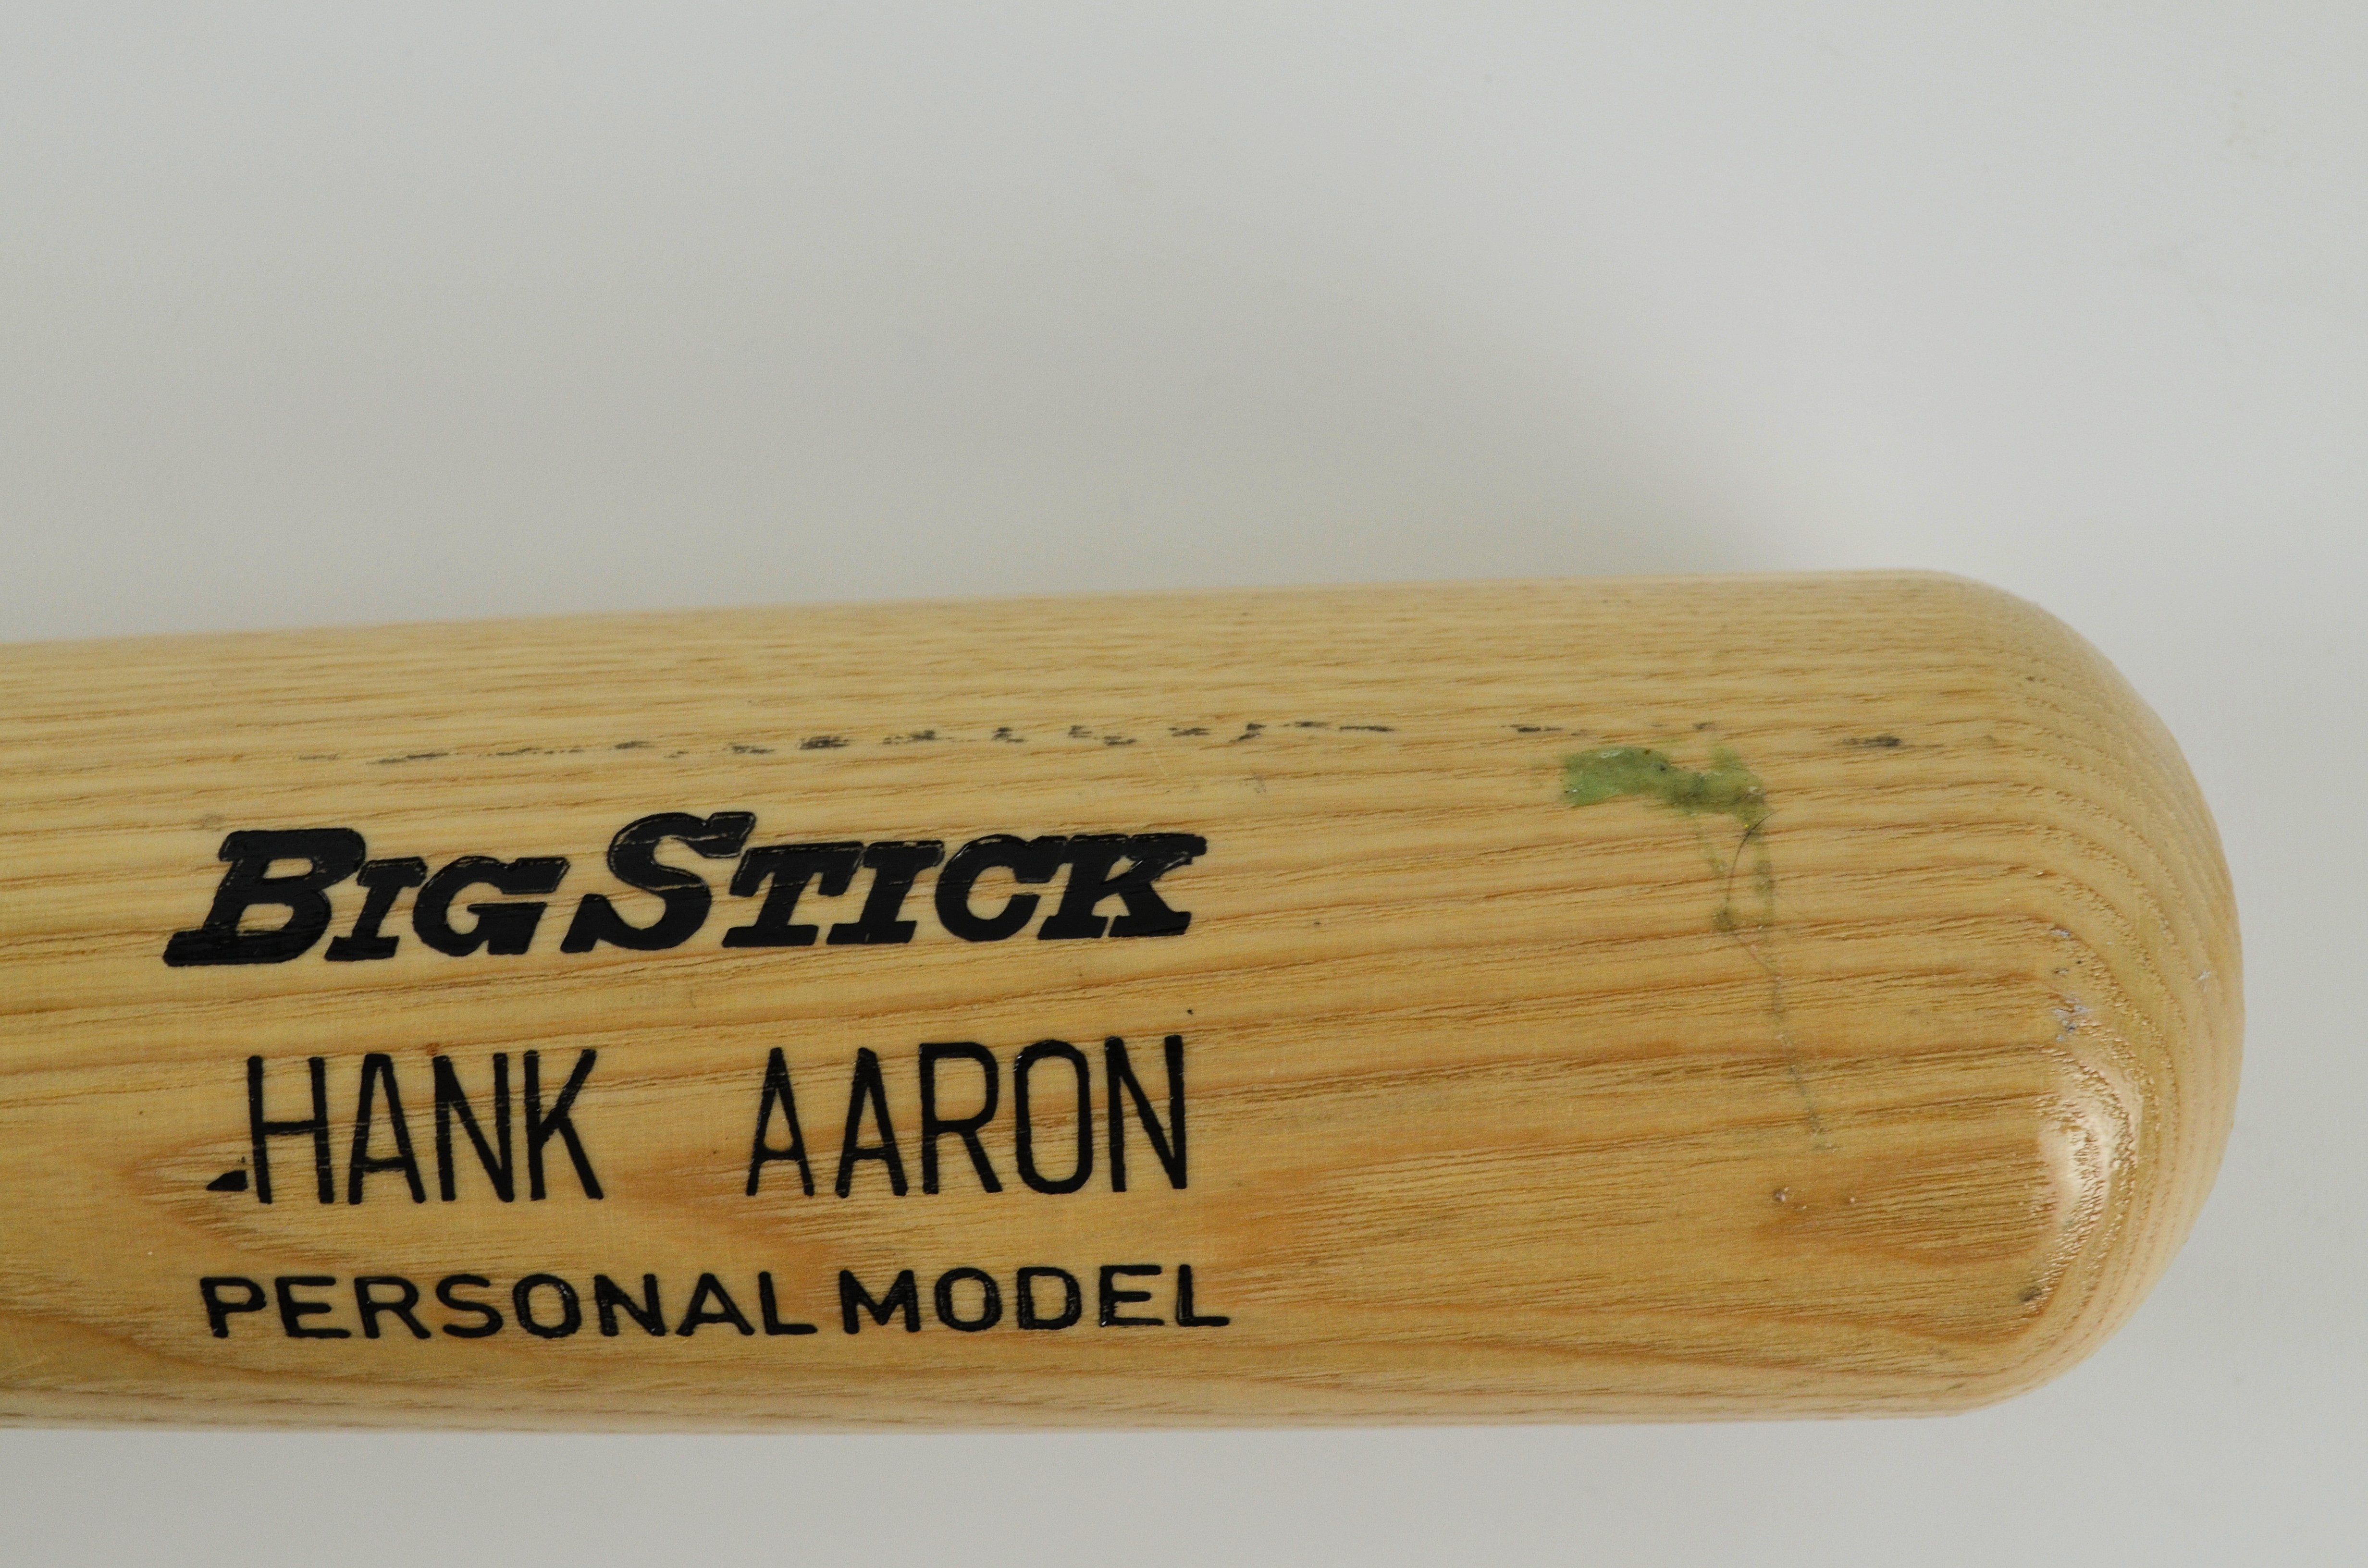 BIG STICK
HANK AARON
PERSONAL MODEL